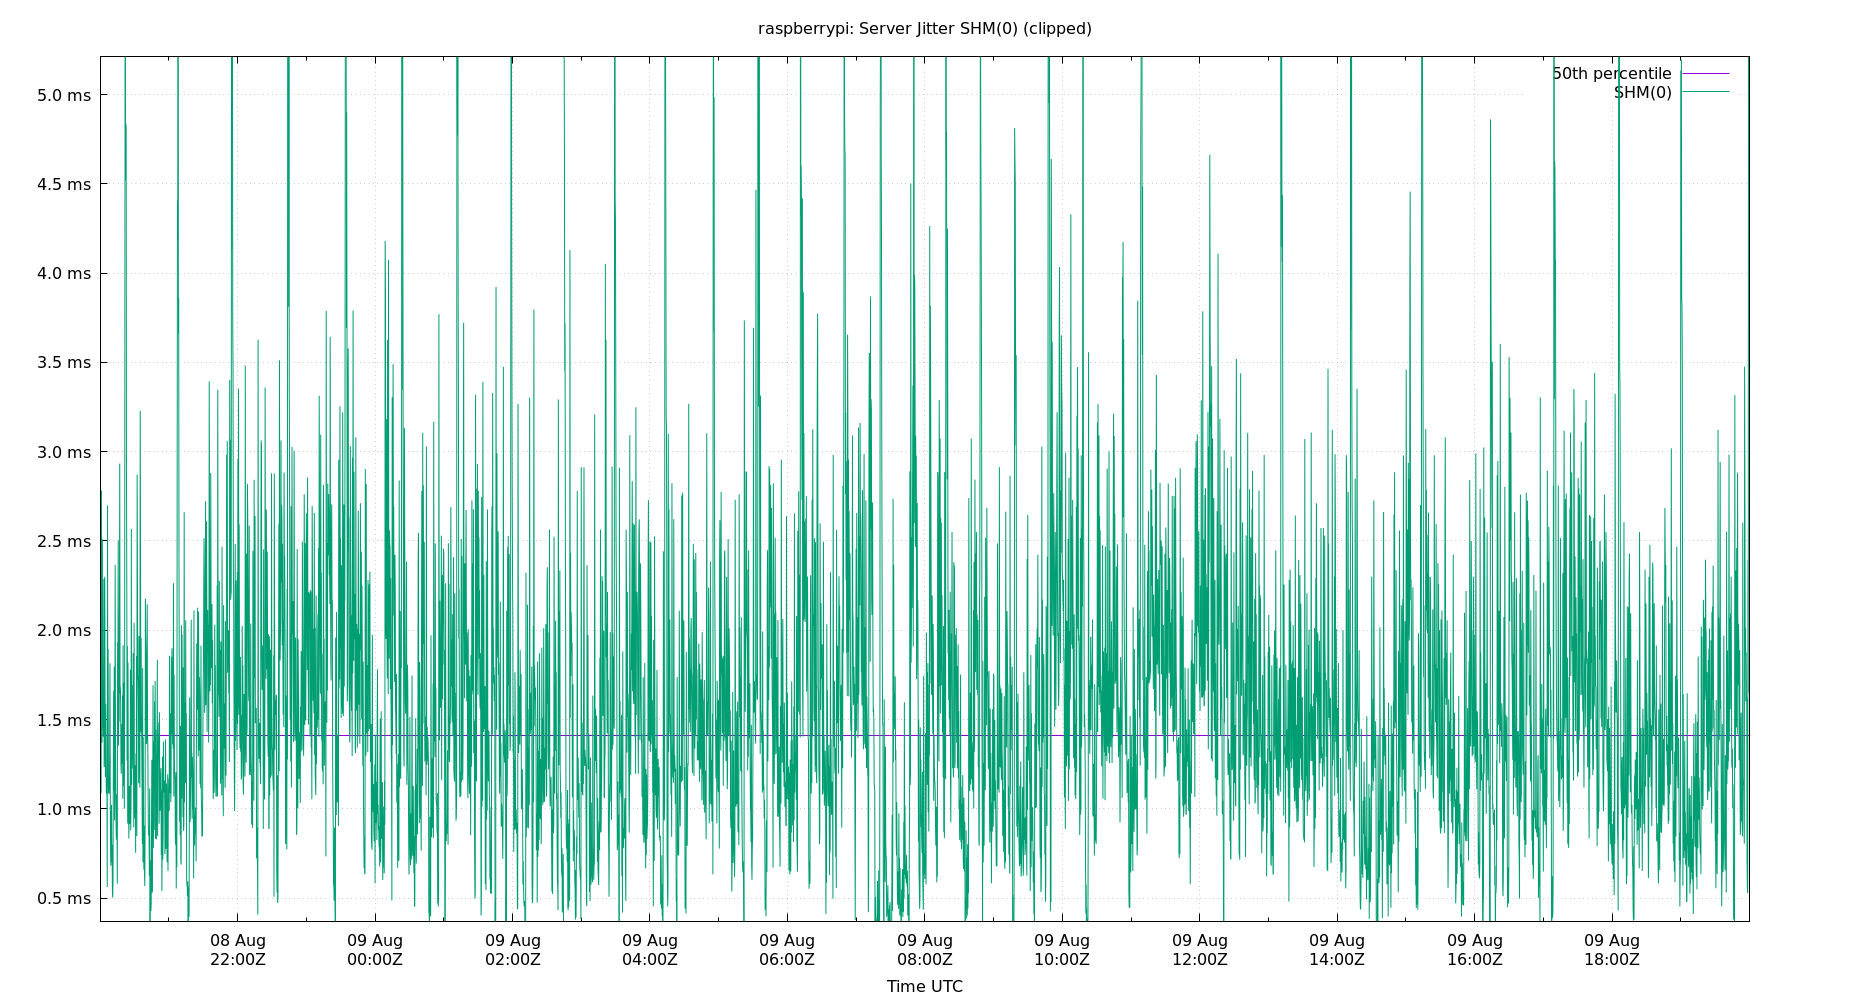 raspberrypi: Server Jitter SHM(0) (clipped)
50th percentile
SHM(0)
5.0 ms
4.5 ms
4.0 ms
3.5 ms
3.0 ms
2.5 ms
2.0 ms
1.5 ms
1.0 ms
0.5 ms
08 Aug 09 Aug 09 Aug 09 Aug 09 Aug 09 Aug 09 Aug 09 Aug 09 Aug 09 Aug 09 Aug
22:00Z 00:00Z 02:00Z 04:00Z 06:00Z 08:00Z 10:00Z 12:00Z 14:00Z 16:00Z 18:00Z
Time UTC